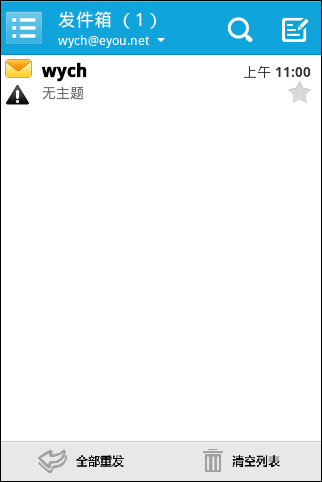 发件箱（1）
wych@eyou.net
wych 上午 11:00
无主题
全部重发 清空列表